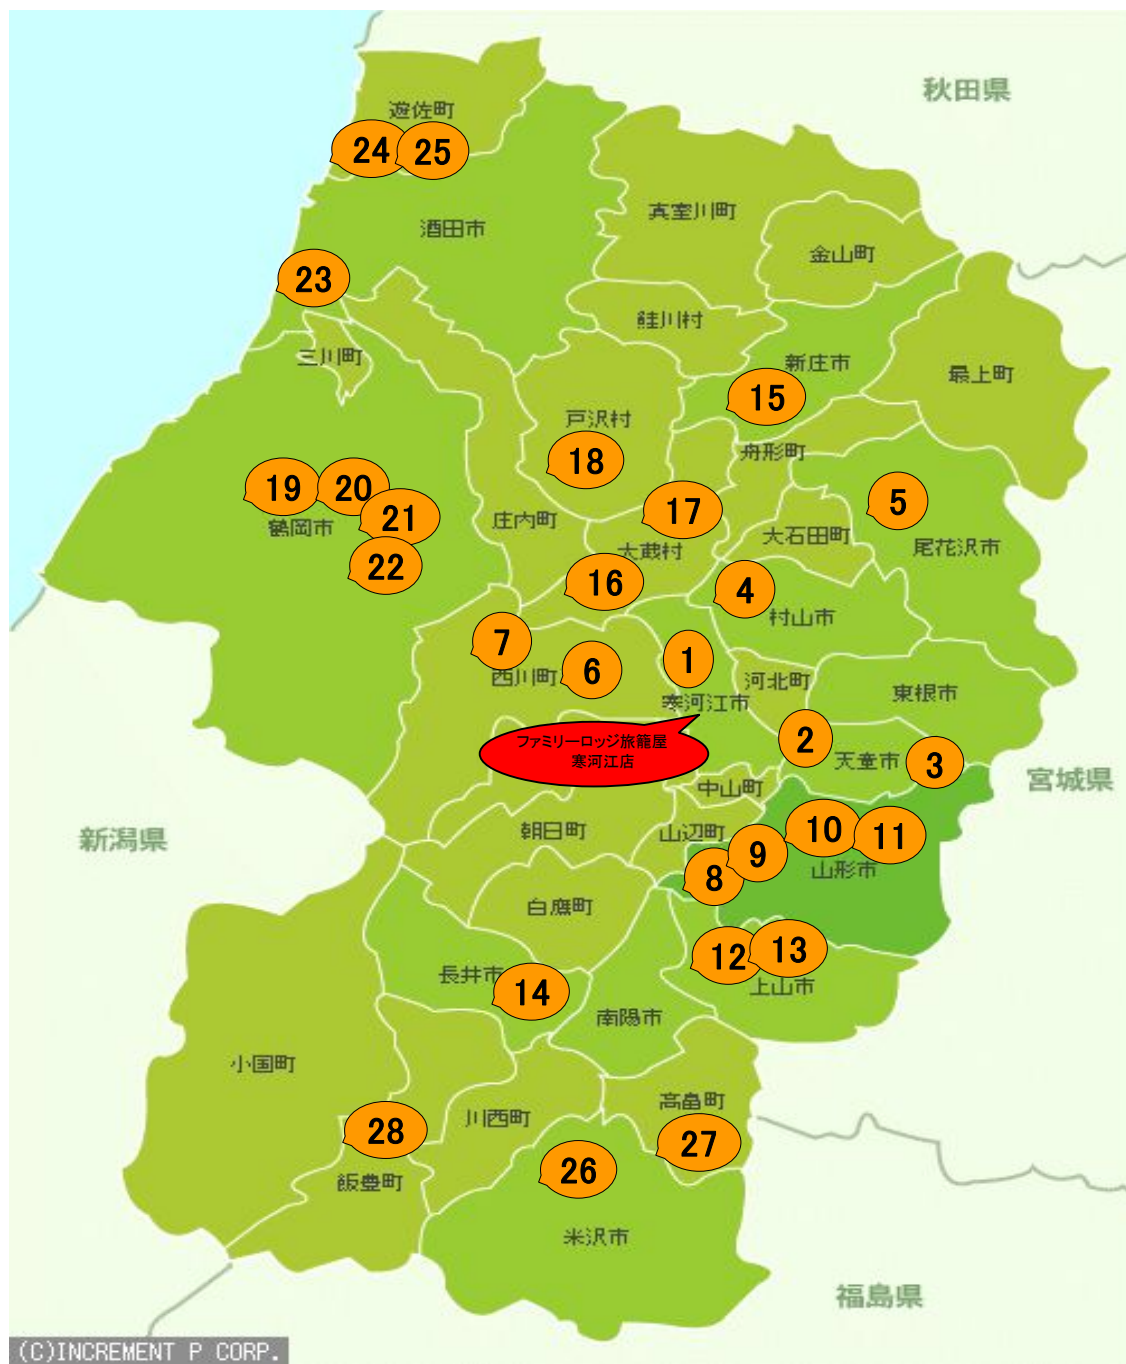 秋田県
遊佐町
24
25
真室川町
酒田市
金山町
23
鮭川村
三川町
新庄市
最上町
15
戸沢村
舟形町
18
19
20
21
鶴岡市
22
庄内町
17
5
大石田町
尾花沢市
大蔵村
16
4
村山市
7
西川町
6
1
寒河江市
河北町
東根市
ファミリーロッジ旅籠屋
寒河江店
2
天童市
3
宮城県
中山町
新潟県
朝日町
山辺町
10
11
9
8
山形市
白鷹町
12
13
上山市
長井市
14
南陽市
小国町
高畠町
川西町
28
27
26
飯豊町
米沢市
福島県
(C)INCREMENT P CORP.